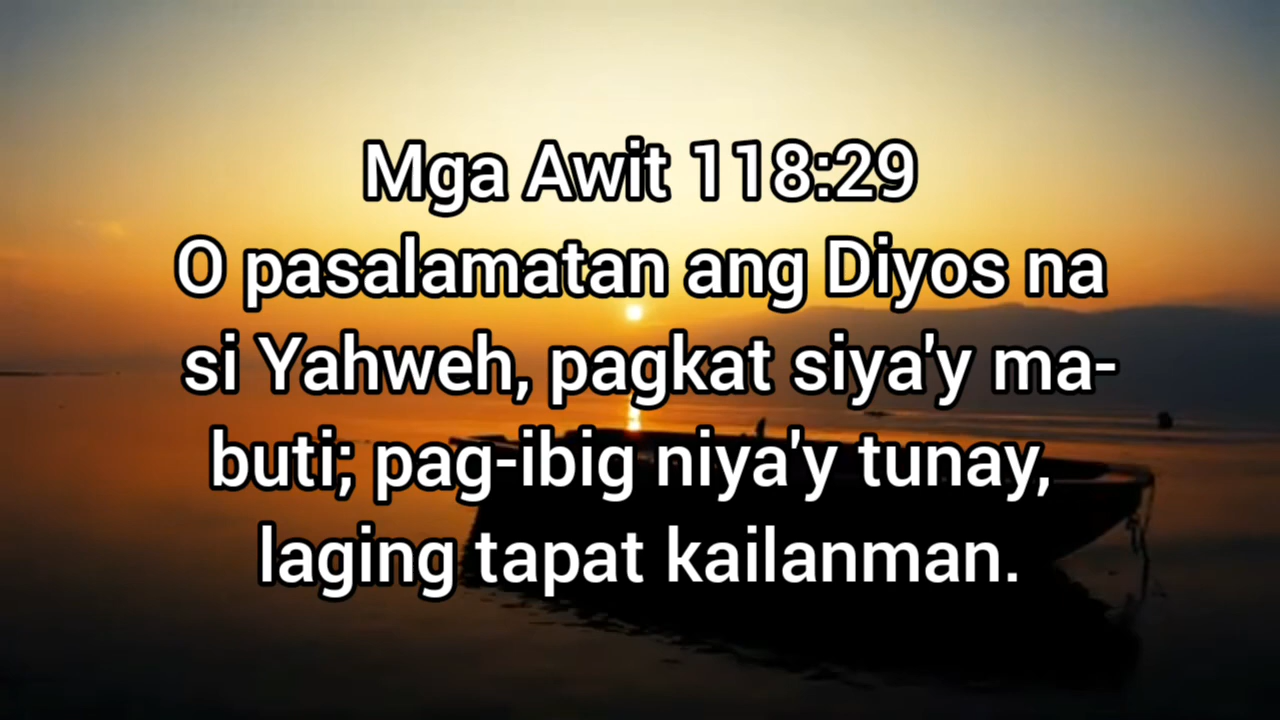 Mga Awit 118:29
O pasalamatan ang Diyos na
si Yahweh, pagkat siya'y ma-
buti; pag-ibig niya'y tunay,
laging tapat kailanman.